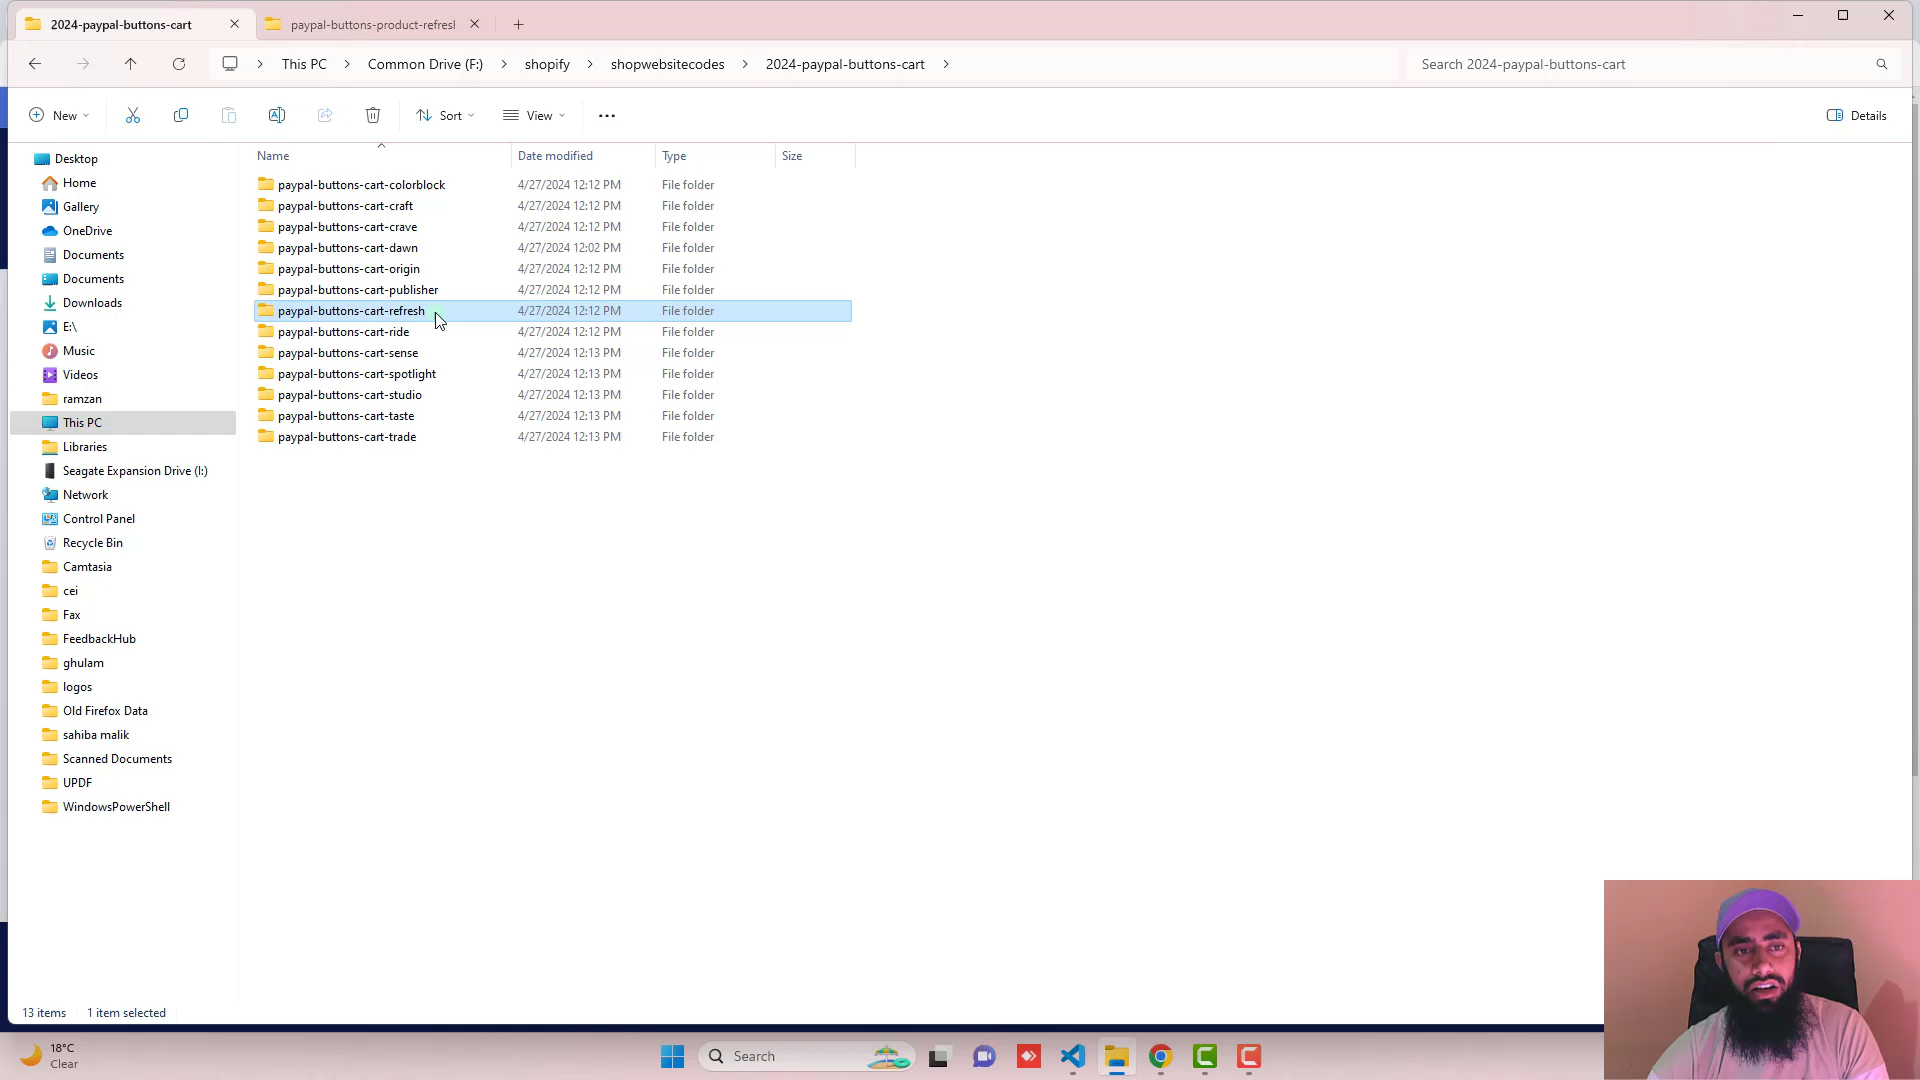 2024-paypal-buttons-cart
paypal-buttons-product-refresl
This PC
Common Drive (F:)
shopify
shopwebsitecodes
2024-paypal-buttons-cart
Search 2024-paypal-buttons-cart
New
Sort
View
Details
Name
Date modified
Type
Size
paypal-buttons-cart-colorblock 4/27/2024 12:12 PM File folder
paypal-buttons-cart-craft 4/27/2024 12:12 PM File folder
paypal-buttons-cart-crave 4/27/2024 12:12 PM File folder
paypal-buttons-cart-dawn 4/27/2024 12:02 PM File folder
paypal-buttons-cart-origin 4/27/2024 12:12 PM File folder
paypal-buttons-cart-publisher 4/27/2024 12:12 PM File folder
paypal-buttons-cart-refresh 4/27/2024 12:12 PM File folder
paypal-buttons-cart-ride 4/27/2024 12:12 PM File folder
paypal-buttons-cart-sense 4/27/2024 12:13 PM File folder
paypal-buttons-cart-spotlight 4/27/2024 12:13 PM File folder
paypal-buttons-cart-studio 4/27/2024 12:13 PM File folder
paypal-buttons-cart-taste 4/27/2024 12:13 PM File folder
paypal-buttons-cart-trade 4/27/2024 12:13 PM File folder
Desktop
Home
Gallery
OneDrive
Documents
Documents
Downloads
E:\
Music
Videos
ramzan
This PC
Libraries
Seagate Expansion Drive (I:)
Network
Control Panel
Recycle Bin
Camtasia
cei
Fax
FeedbackHub
ghulam
logos
Old Firefox Data
sahiba malik
Scanned Documents
UPDF
WindowsPowerShell
13 items
1 item selected
18°C
Clear
Search